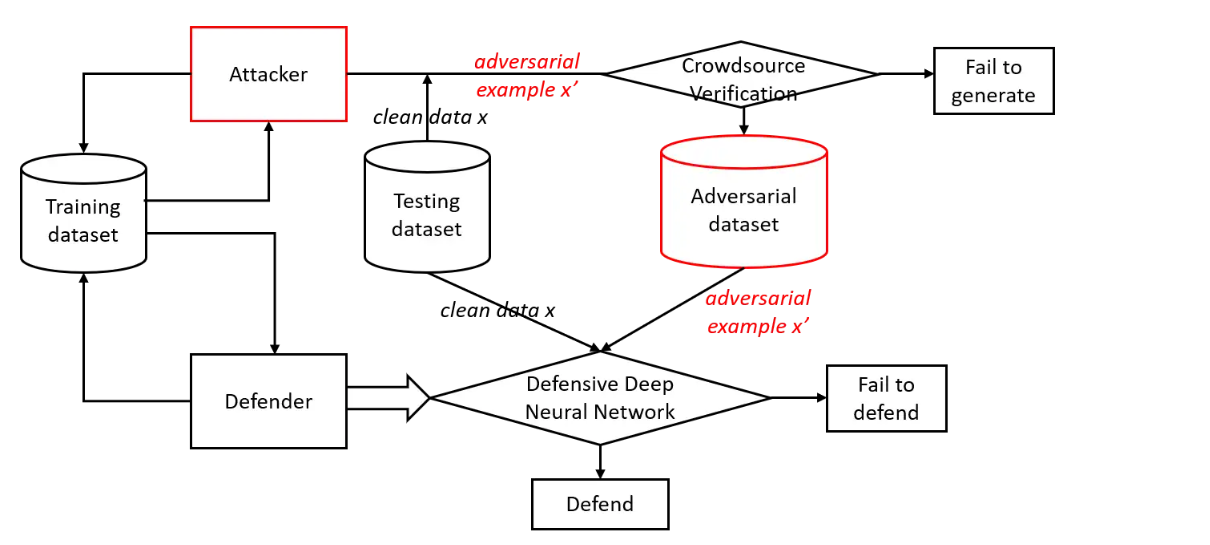 Attacker
adversarial
example x’
Crowdsource
Verification
Fail to
generate
clean data x
Training
dataset
Testing
dataset
Adversarial
dataset
clean data x
adversarial
example x’
Defender
Defensive Deep
Neural Network
Fail to
defend
Defend